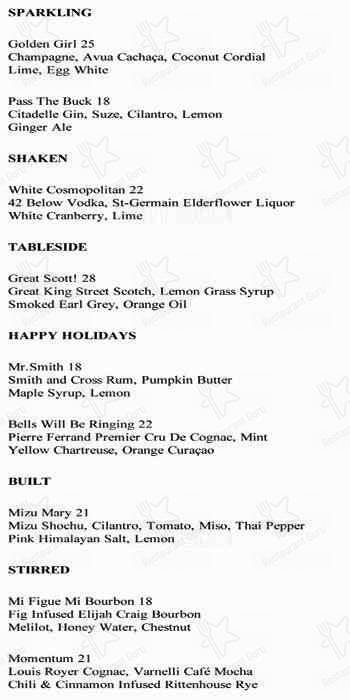 SPARKLING
Golden Girl 25
Champagne, Avua Cachaça, Coconut Cordial
Lime, Egg White
Pass The Buck 18
Citadelle Gin, Suze, Cilantro, Lemon
Ginger Ale
SHAKEN
White Cosmopolitan 22
42 Below Vodka, St-Germain Elderflower Liquor
White Cranberry, Lime
TABLESIDE
Great Scott! 28
Great King Street Scotch, Lemon Grass Syrup
Smoked Earl Grey, Orange Oil
HAPPY HOLIDAYS
Mr.Smith 18
Smith and Cross Rum, Pumpkin Butter
Maple Syrup, Lemon
Bells Will Be Ringing 22
Pierre Ferrand Premier Cru De Cognac, Mint
Yellow Chartreuse, Orange Curaçao
BUILT
Mizu Mary 21
Mizu Shochu, Cilantro, Tomato, Miso, Thai Pepper
Pink Himalayan Salt, Lemon
STIRRED
Mi Figue Mi Bourbon 18
Fig Infused Elijah Craig Bourbon
Melilot, Honey Water, Chestnut
Momentum 21
Louis Royer Cognac, Varnelli Café Mocha
Chili & Cinnamon Infused Rittenhouse Rye